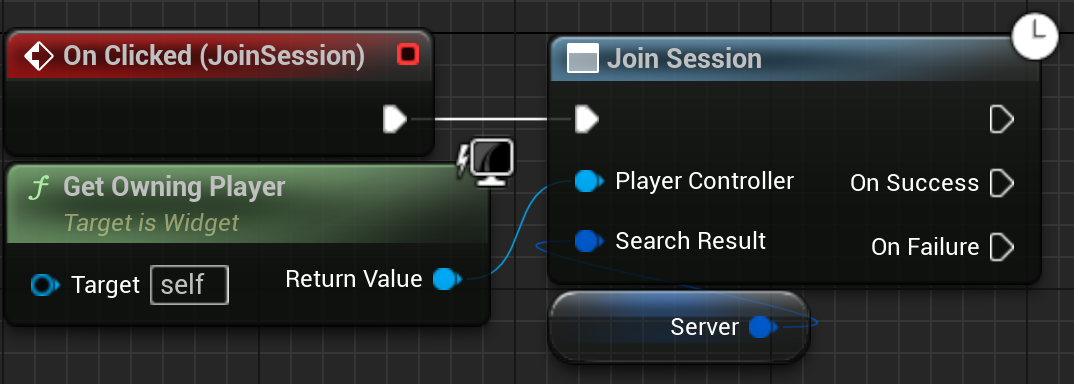 On Clicked (JoinSession)
Join Session
Get Owning Player
Target is Widget
Player Controller
On Success
Search Result
On Failure
Target self
Return Value
Server